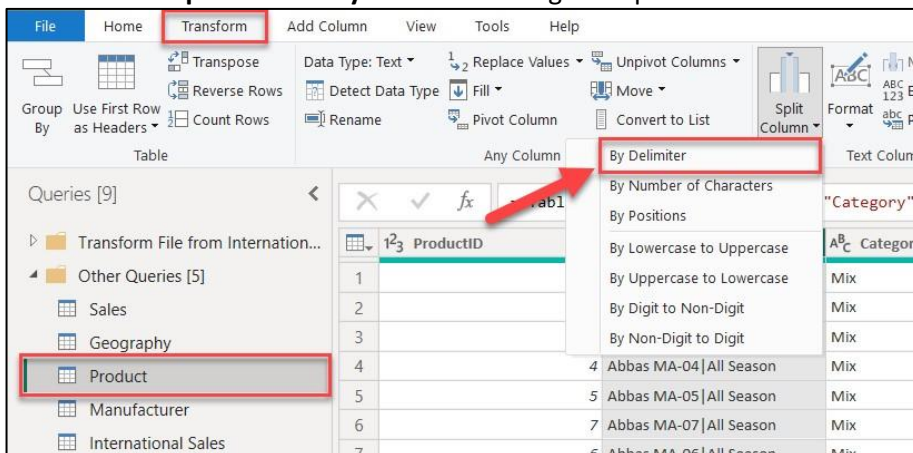 File Home Transform Add Column View Tools Help
Transpose Data Type: Text Replace Values Unpivot Columns
Reverse Rows Detect Data Type Fill Move
Group By Use First Row as Headers Count Rows Rename Pivot Column Convert to List Split Column Format
Table Any Column Text Colum
By Delimiter
By Number of Characters
By Positions
By Lowercase to Uppercase
By Uppercase to Lowercase
By Digit to Non-Digit
By Non-Digit to Digit
Queries [9] fx "Category"
Transform File from Internation... 123 ProductID ABC Categor
Other Queries [5] 1 Mix
Sales 2 Mix
Geography 3 Mix
Product 4 4 Abbas MA-04|All Season Mix
Manufacturer 5 5 Abbas MA-05|All Season Mix
International Sales 6 7 Abbas MA-07|All Season Mix